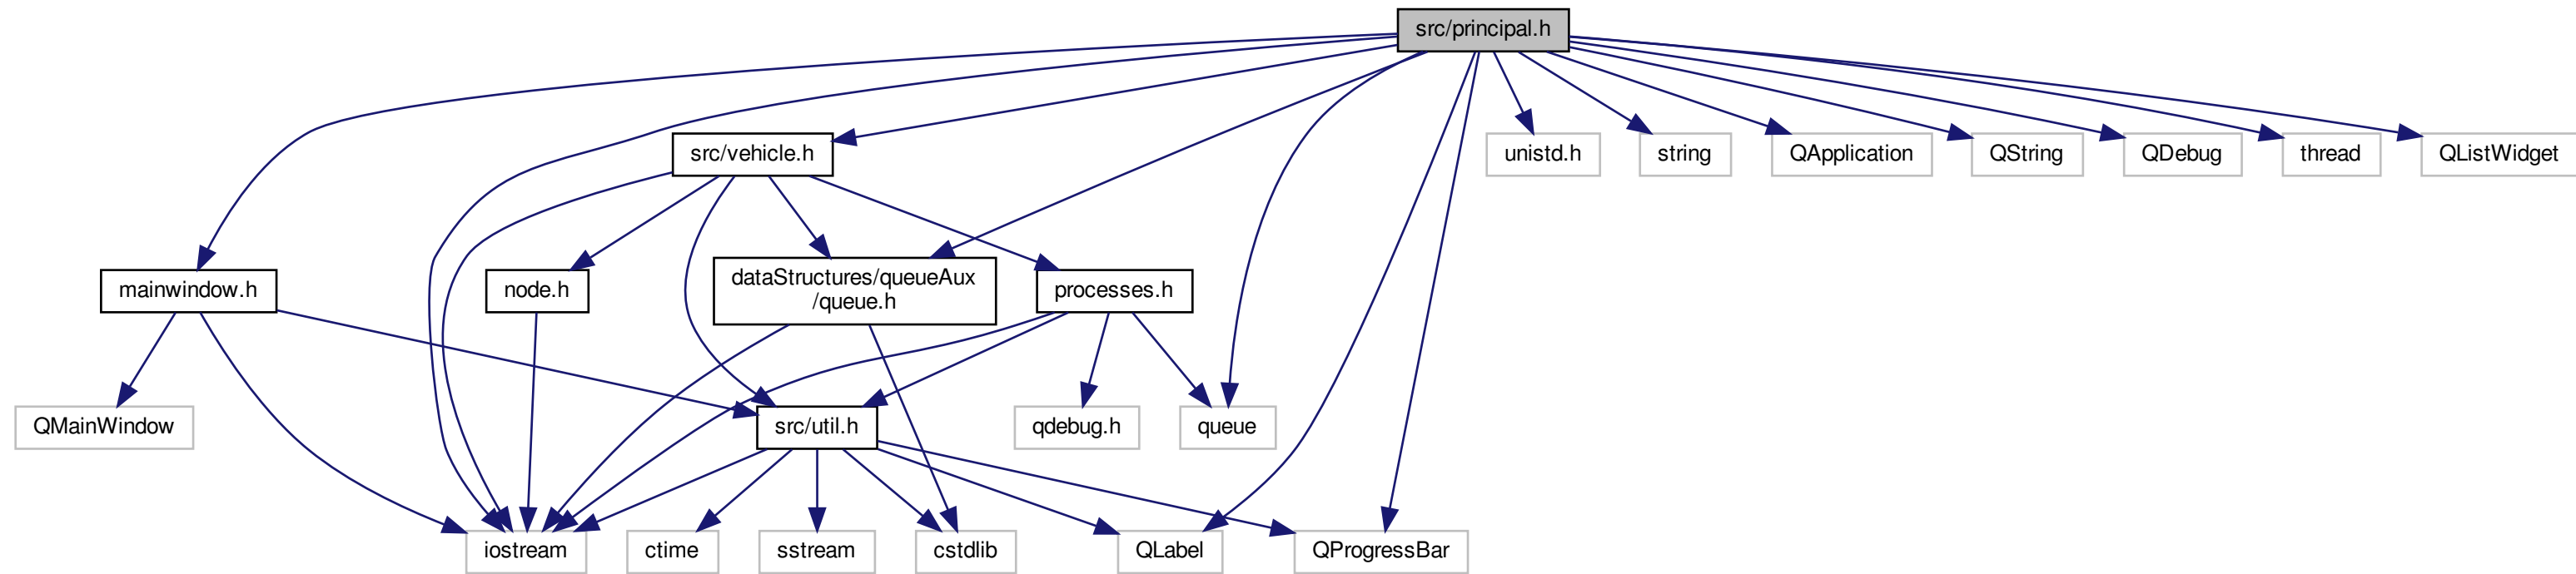 src/principal.h
src/vehicle.h
unistd.h
string
QApplication
QString
QDebug
thread
QListWidget
mainwindow.h
node.h
dataStructures/queueAux
/queue.h
processes.h
QMainWindow
src/util.h
qdebug.h
queue
iostream
ctime
sstream
cstdlib
QLabel
QProgressBar